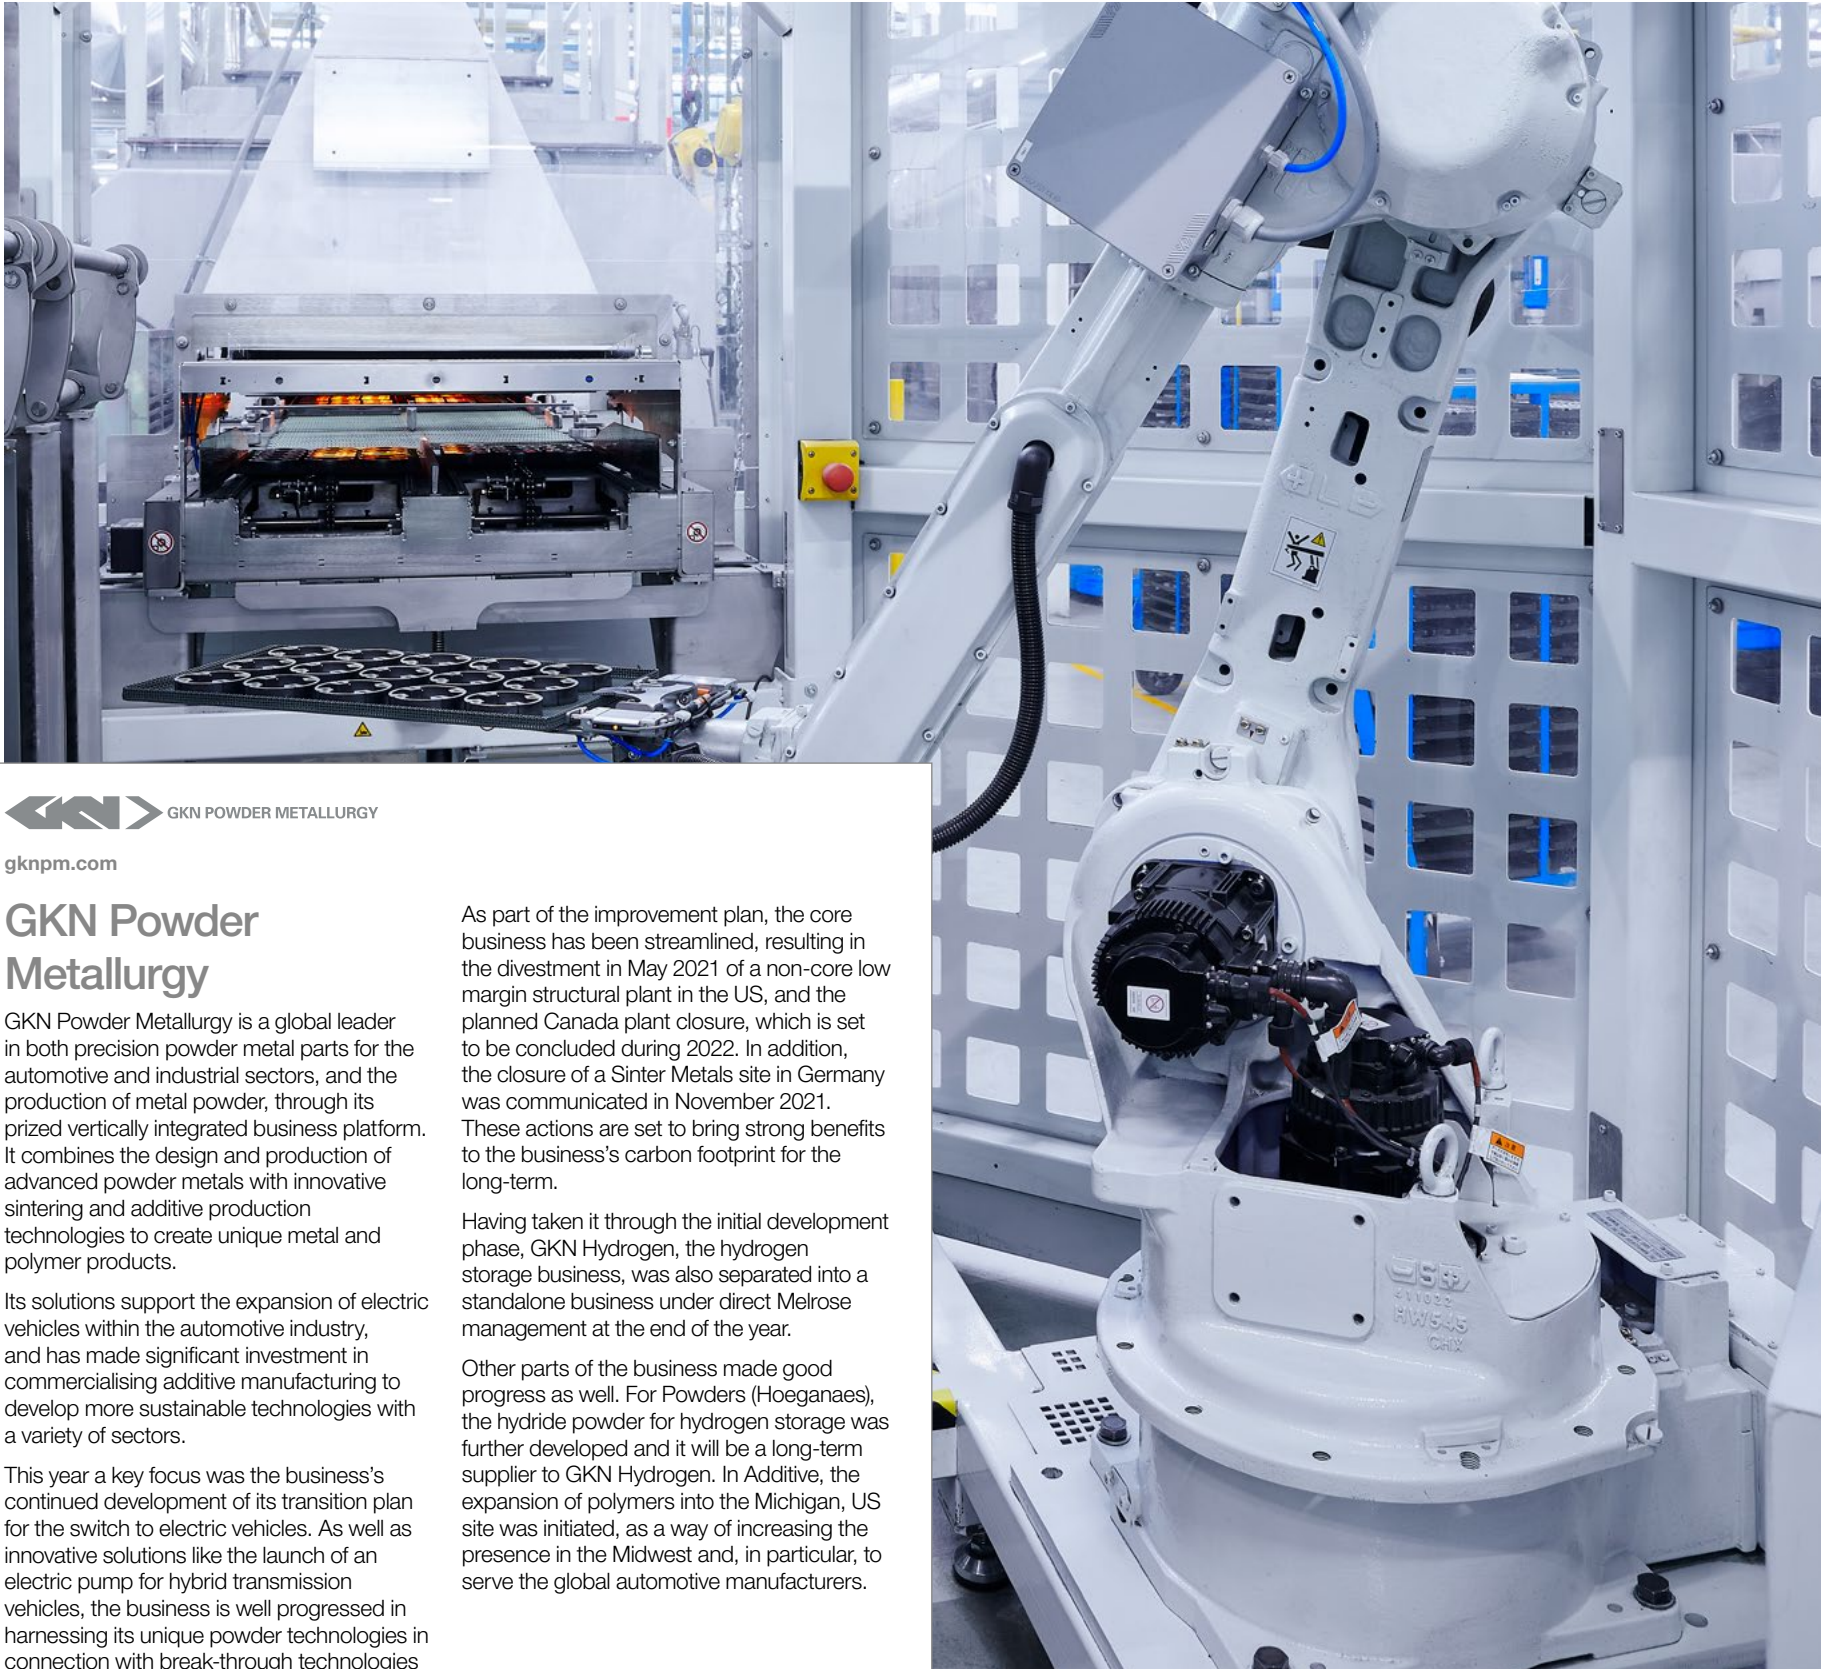 GKN POWDER METALLURGY
gknpm.com
GKN Powder
Metallurgy
GKN Powder Metallurgy is a global leader
in both precision powder metal parts for the
automotive and industrial sectors, and the
production of metal powder, through its
prized vertically integrated business platform.
It combines the design and production of
advanced powder metals with innovative
sintering and additive production
technologies to create unique metal and
polymer products.
Its solutions support the expansion of electric
vehicles within the automotive industry,
and has made significant investment in
commercialising additive manufacturing to
develop more sustainable technologies with
a variety of sectors.
This year a key focus was the business’s
continued development of its transition plan
for the switch to electric vehicles. As well as
innovative solutions like the launch of an
electric pump for hybrid transmission
vehicles, the business is well progressed in
harnessing its unique powder technologies in
connection with break-through technologies
As part of the improvement plan, the core
business has been streamlined, resulting in
the divestment in May 2021 of a non-core low
margin structural plant in the US, and the
planned Canada plant closure, which is set
to be concluded during 2022. In addition,
the closure of a Sinter Metals site in Germany
was communicated in November 2021.
These actions are set to bring strong benefits
to the business’s carbon footprint for the
long-term.
Having taken it through the initial development
phase, GKN Hydrogen, the hydrogen
storage business, was also separated into a
standalone business under direct Melrose
management at the end of the year.
Other parts of the business made good
progress as well. For Powders (Hoeganaes),
the hydride powder for hydrogen storage was
further developed and it will be a long-term
supplier to GKN Hydrogen. In Additive, the
expansion of polymers into the Michigan, US
site was initiated, as a way of increasing the
presence in the Midwest and, in particular, to
serve the global automotive manufacturers.
HW545